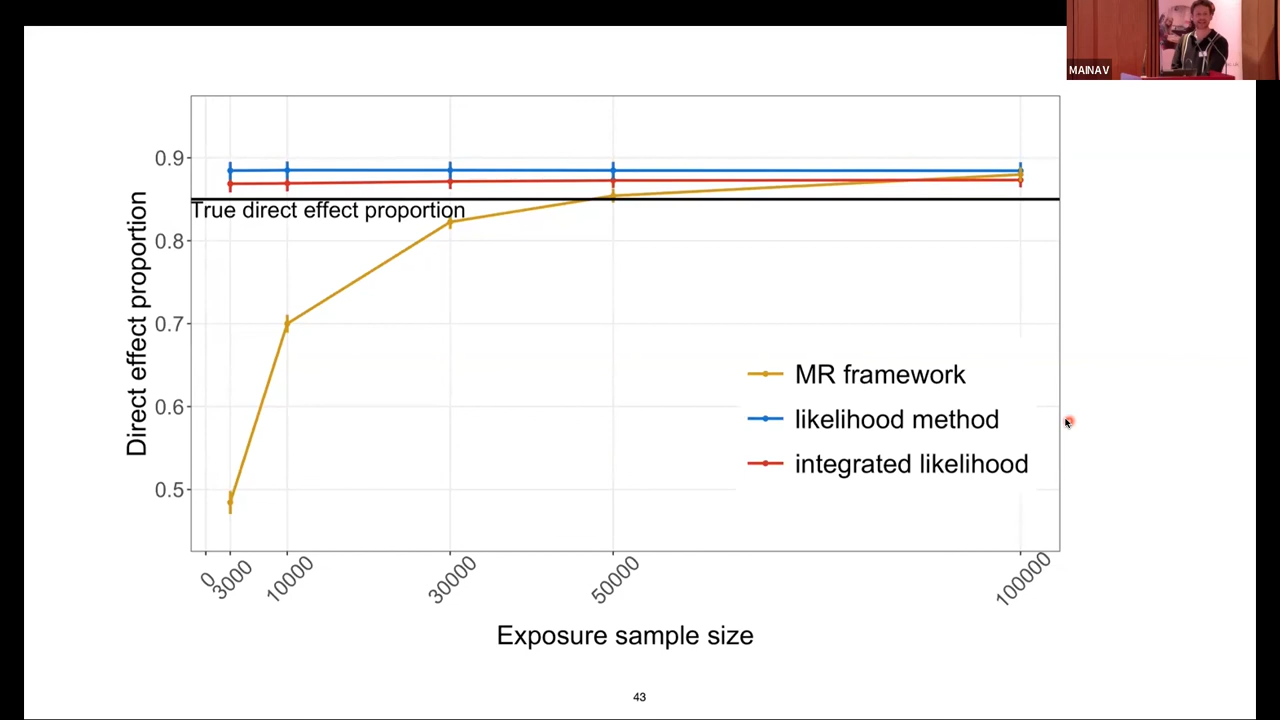 MAINAV
0.9
True direct effect proportion
0.8
0.7
0.6
0.5
Direct effect proportion
MR framework
likelihood method
integrated likelihood
0
3000
10000
30000
50000
100000
Exposure sample size
43